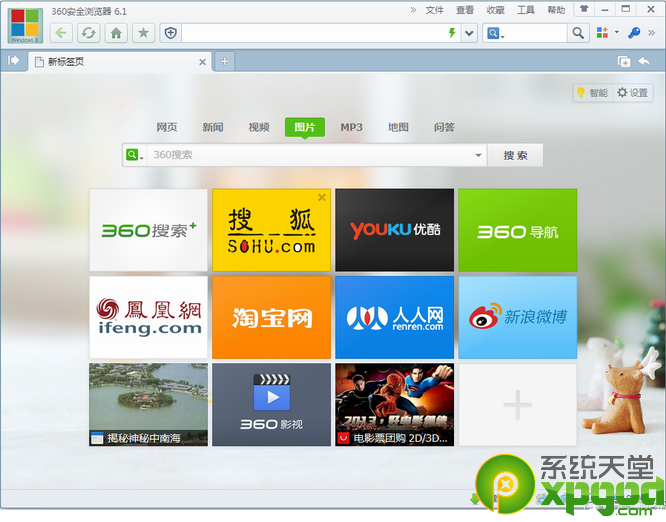 360安全浏览器 6.1
文件 查看 收藏 工具 帮助
Windows 8
新标签页
智能 设置
网页 新闻 视频 图片 MP3 地图 问答
360搜索
搜 索
360搜索+
搜 狐
SOHU.com
YOUKU优酷
360导航
鳳凰網
ifeng.com
淘宝网
人人网
renren.com
新浪微博
揭秘神秘中南海
360影视
电影票团购 2D/3D...
系统天堂
xpgod.com